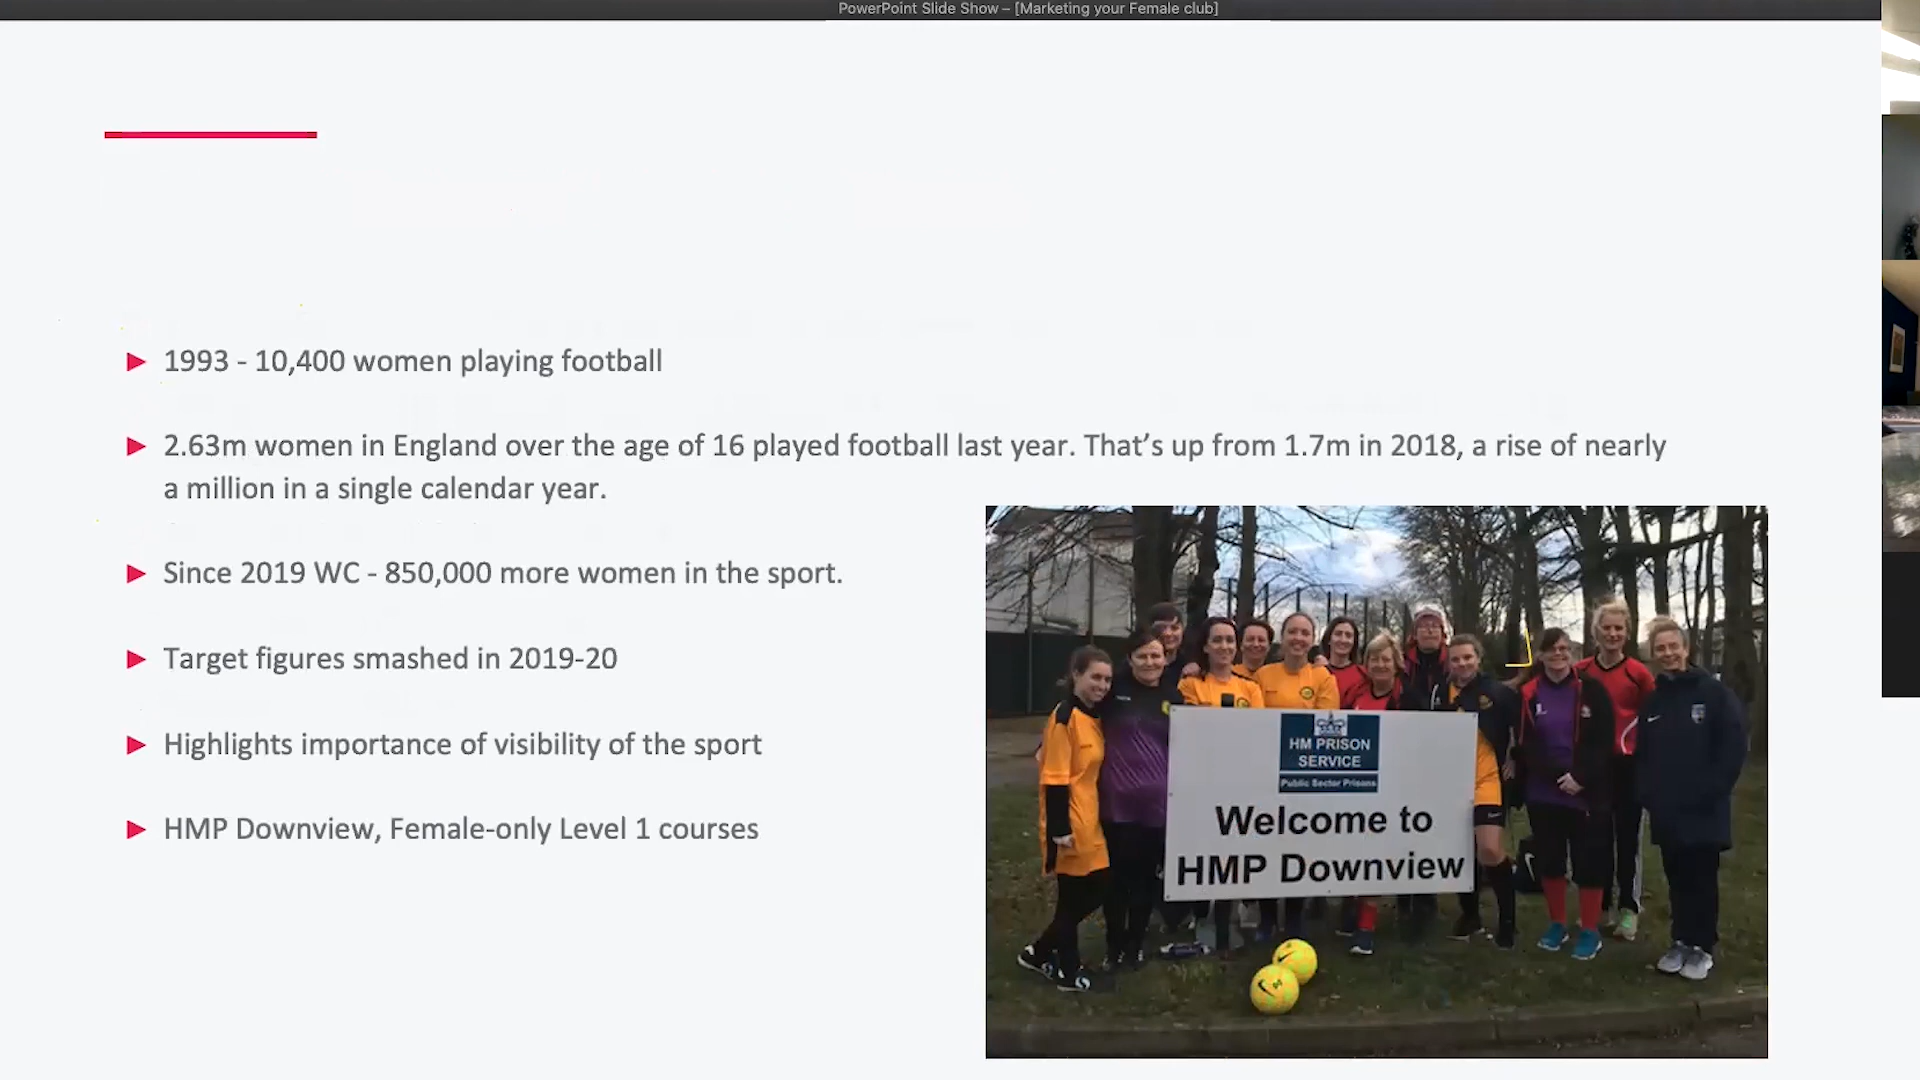 PowerPoint Slide Show – [Marketing your Female club]
► 1993 - 10,400 women playing football
► 2.63m women in England over the age of 16 played football last year. That’s up from 1.7m in 2018, a rise of nearly
a million in a single calendar year.
► Since 2019 WC - 850,000 more women in the sport.
► Target figures smashed in 2019-20
► Highlights importance of visibility of the sport
► HMP Downview, Female-only Level 1 courses
HM PRISON
SERVICE
Public Sector Prisons
Welcome to
HMP Downview